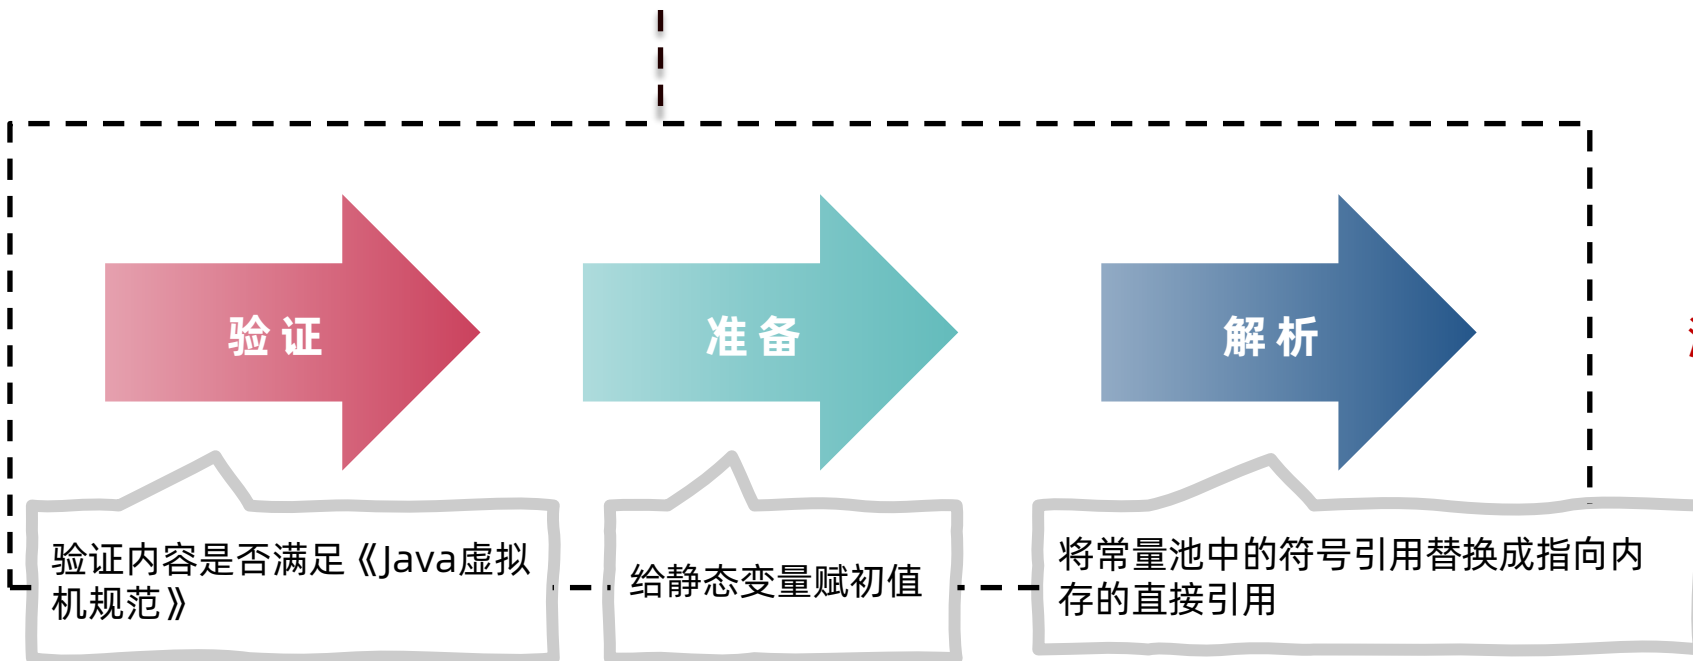 验证
准备
解析
验证内容是否满足《Java虚拟
机规范》
给静态变量赋初值
将常量池中的符号引用替换成指向内
存的直接引用